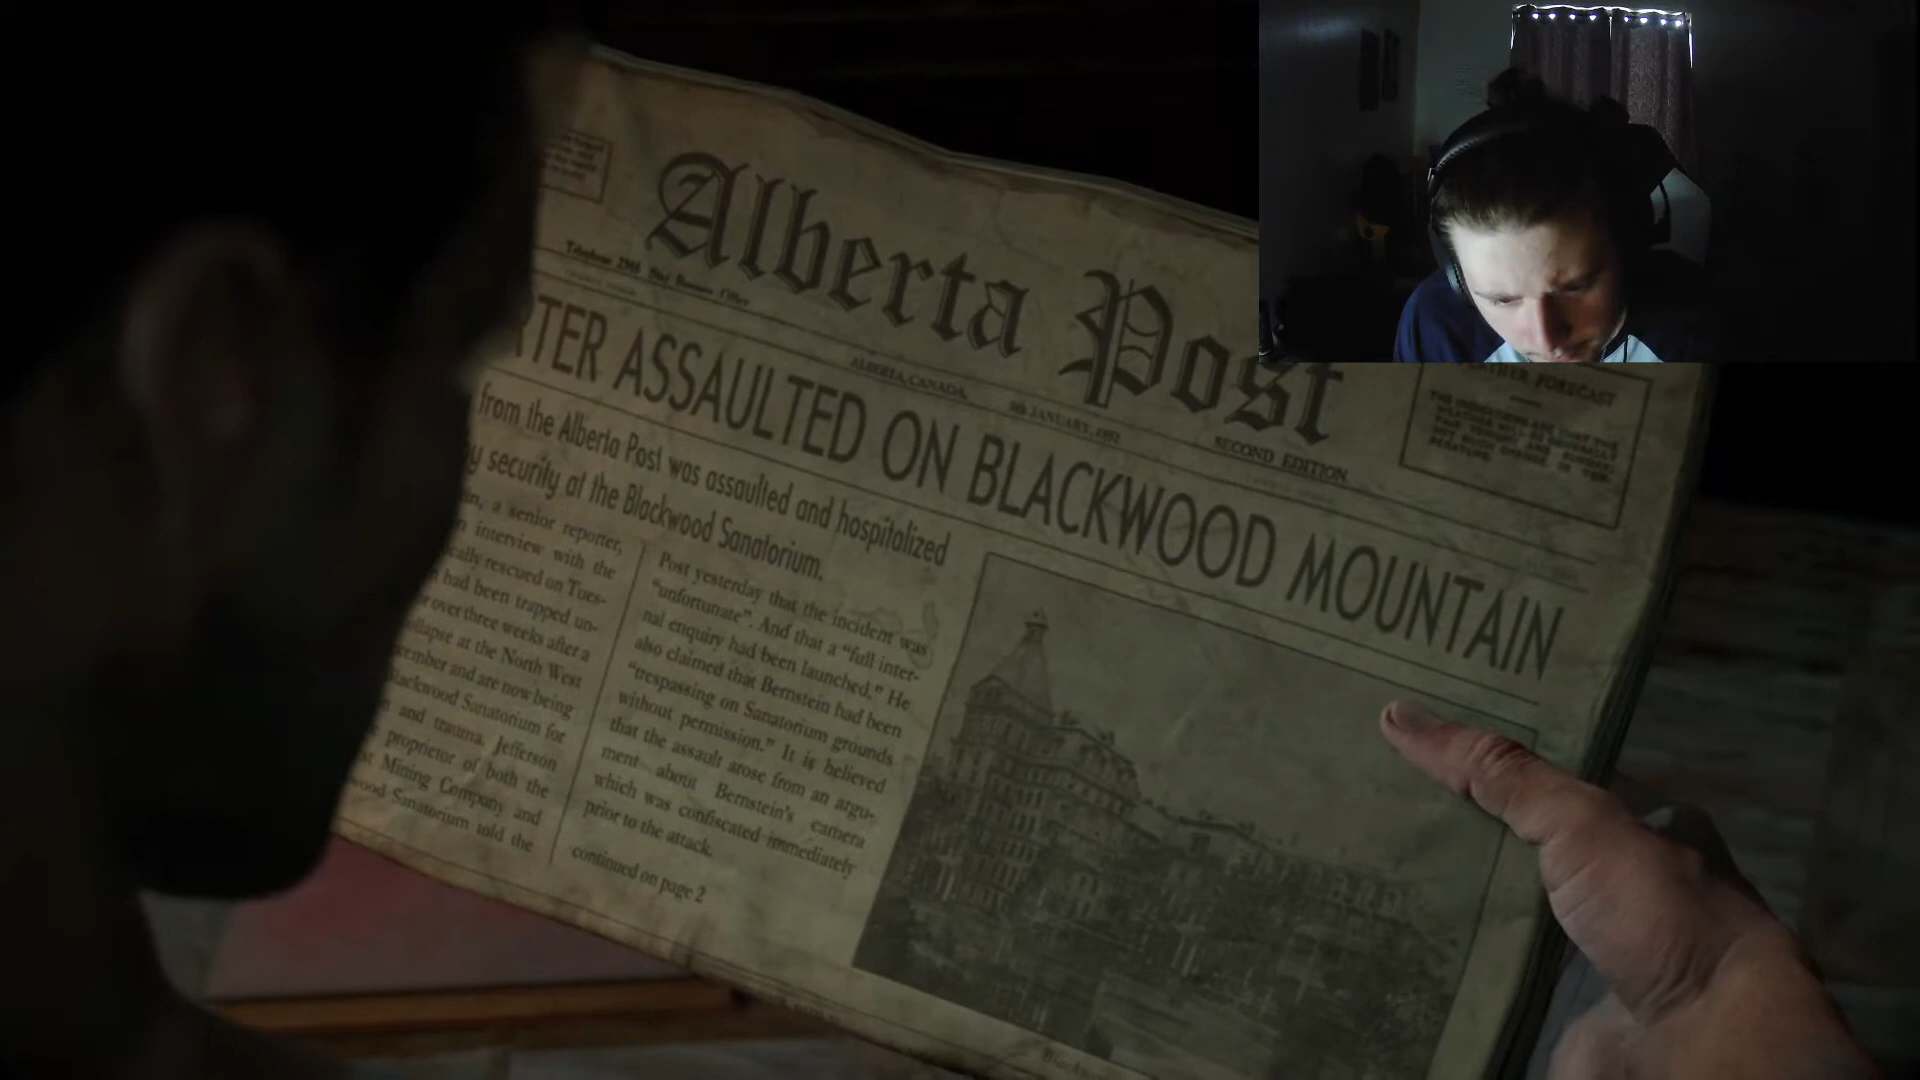 Alberta Post
Telephone 2565
ALBERTA, CANADA,
JANUARY, 1952
SECOND EDITION
FORECAST
RTER ASSAULTED ON BLACKWOOD MOUNTAIN
from the Alberta Post was assaulted and hospitalized
security at the Blackwood Sanatorium.
a senior reporter,
interview with the
rescued on Tues-
had been trapped un-
over three weeks after a
at the North West
and are now being
Blackwood Sanatorium for
and trauma. Jefferson
proprietor of both the
Mining Company and
Sanatorium told the
Post yesterday that the incident was
"unfortunate". And that a "full inter-
nal enquiry had been launched." He
also claimed that Bernstein had been
"trespassing on Sanatorium grounds
without permission." It is believed
that the assault arose from an argu-
ment about Bernstein's camera
which was confiscated immediately
prior to the attack.
continued on page 2